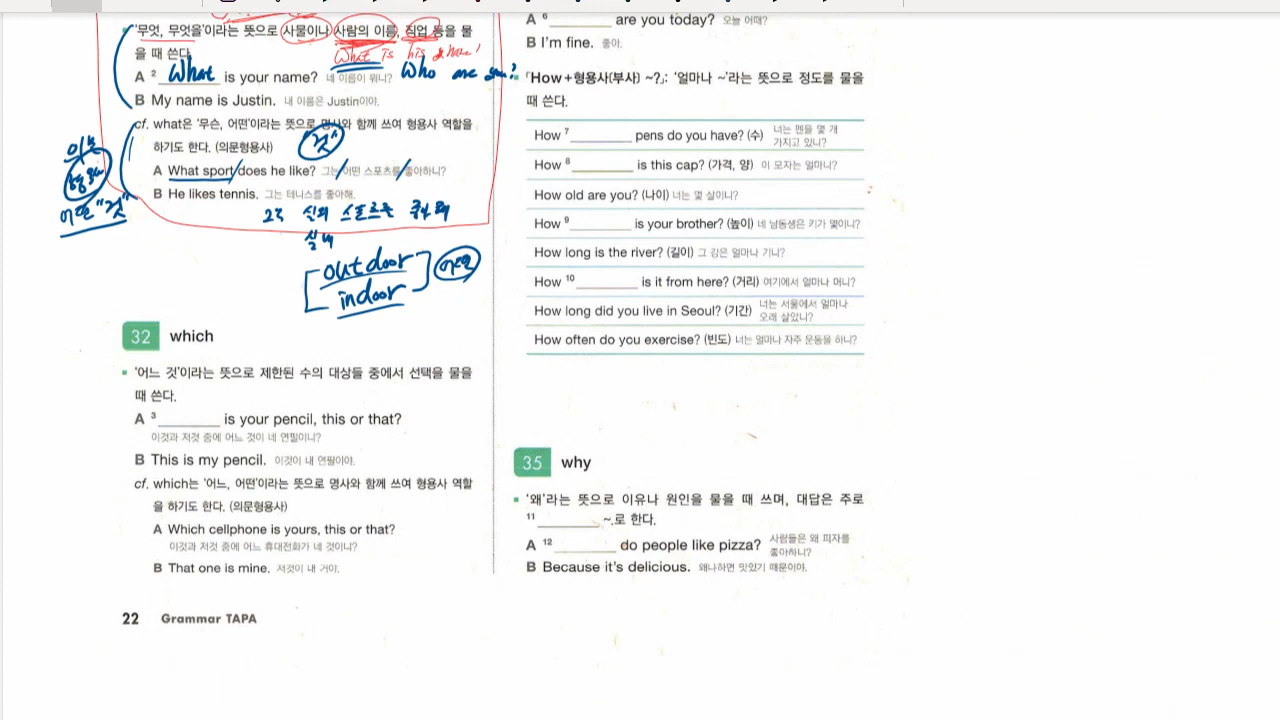 '무엇, 무엇을'이라는 뜻으로 사물이나 사람의 이름, 직업 등을 물
을 때 쓴다.
What is his name!
A ² What is your name? 네 이름이 뭐니? Who are you?
B My name is Justin. 내 이름은 Justin이야.
cf. what은 '무슨, 어떤'이라는 뜻으로 명사와 함께 쓰여 형용사 역할을
하기도 한다. (의문형용사)
"것"
A What sport/does he like? 그는/어떤 스포츠를/좋아하니?
B He likes tennis. 그는 테니스를 좋아해.
어떤 "것"
실내
outdoor
indoor
어떤
32 which
'어느 것'이라는 뜻으로 제한된 수의 대상들 중에서 선택을 물을
때 쓴다.
A ³________ is your pencil, this or that?
이것과 저것 중에 어느 것이 네 연필이니?
B This is my pencil. 이것이 내 연필이야.
cf. which는 '어느, 어떤'이라는 뜻으로 명사와 함께 쓰여 형용사 역할
을 하기도 한다. (의문형용사)
A Which cellphone is yours, this or that?
이것과 저것 중에 어느 휴대전화가 네 것이니?
B That one is mine. 저것이 내 거야.
22 Grammar TAPA
A ⁶________ are you today? 오늘 어때?
B I'm fine. 좋아.
「How+형용사(부사) ~?」: '얼마나 ~'라는 뜻으로 정도를 물을
때 쓴다.
How ⁷________ pens do you have? (수) 너는 펜을 몇 개
가지고 있니?
How ⁸________ is this cap? (가격, 양) 이 모자는 얼마니?
How old are you? (나이) 너는 몇 살이니?
How ⁹________ is your brother? (높이) 네 남동생은 키가 몇이니?
How long is the river? (길이) 그 강은 얼마나 기니?
How ¹⁰________ is it from here? (거리) 여기에서 얼마나 머니?
How long did you live in Seoul? (기간) 너는 서울에서 얼마나
오래 살았니?
How often do you exercise? (빈도) 너는 얼마나 자주 운동을 하니?
35 why
'왜'라는 뜻으로 이유나 원인을 물을 때 쓰며, 대답은 주로
¹¹________ ~.로 한다.
A ¹²________ do people like pizza? 사람들은 왜 피자를
좋아하니?
B Because it's delicious. 왜냐하면 맛있기 때문이야.